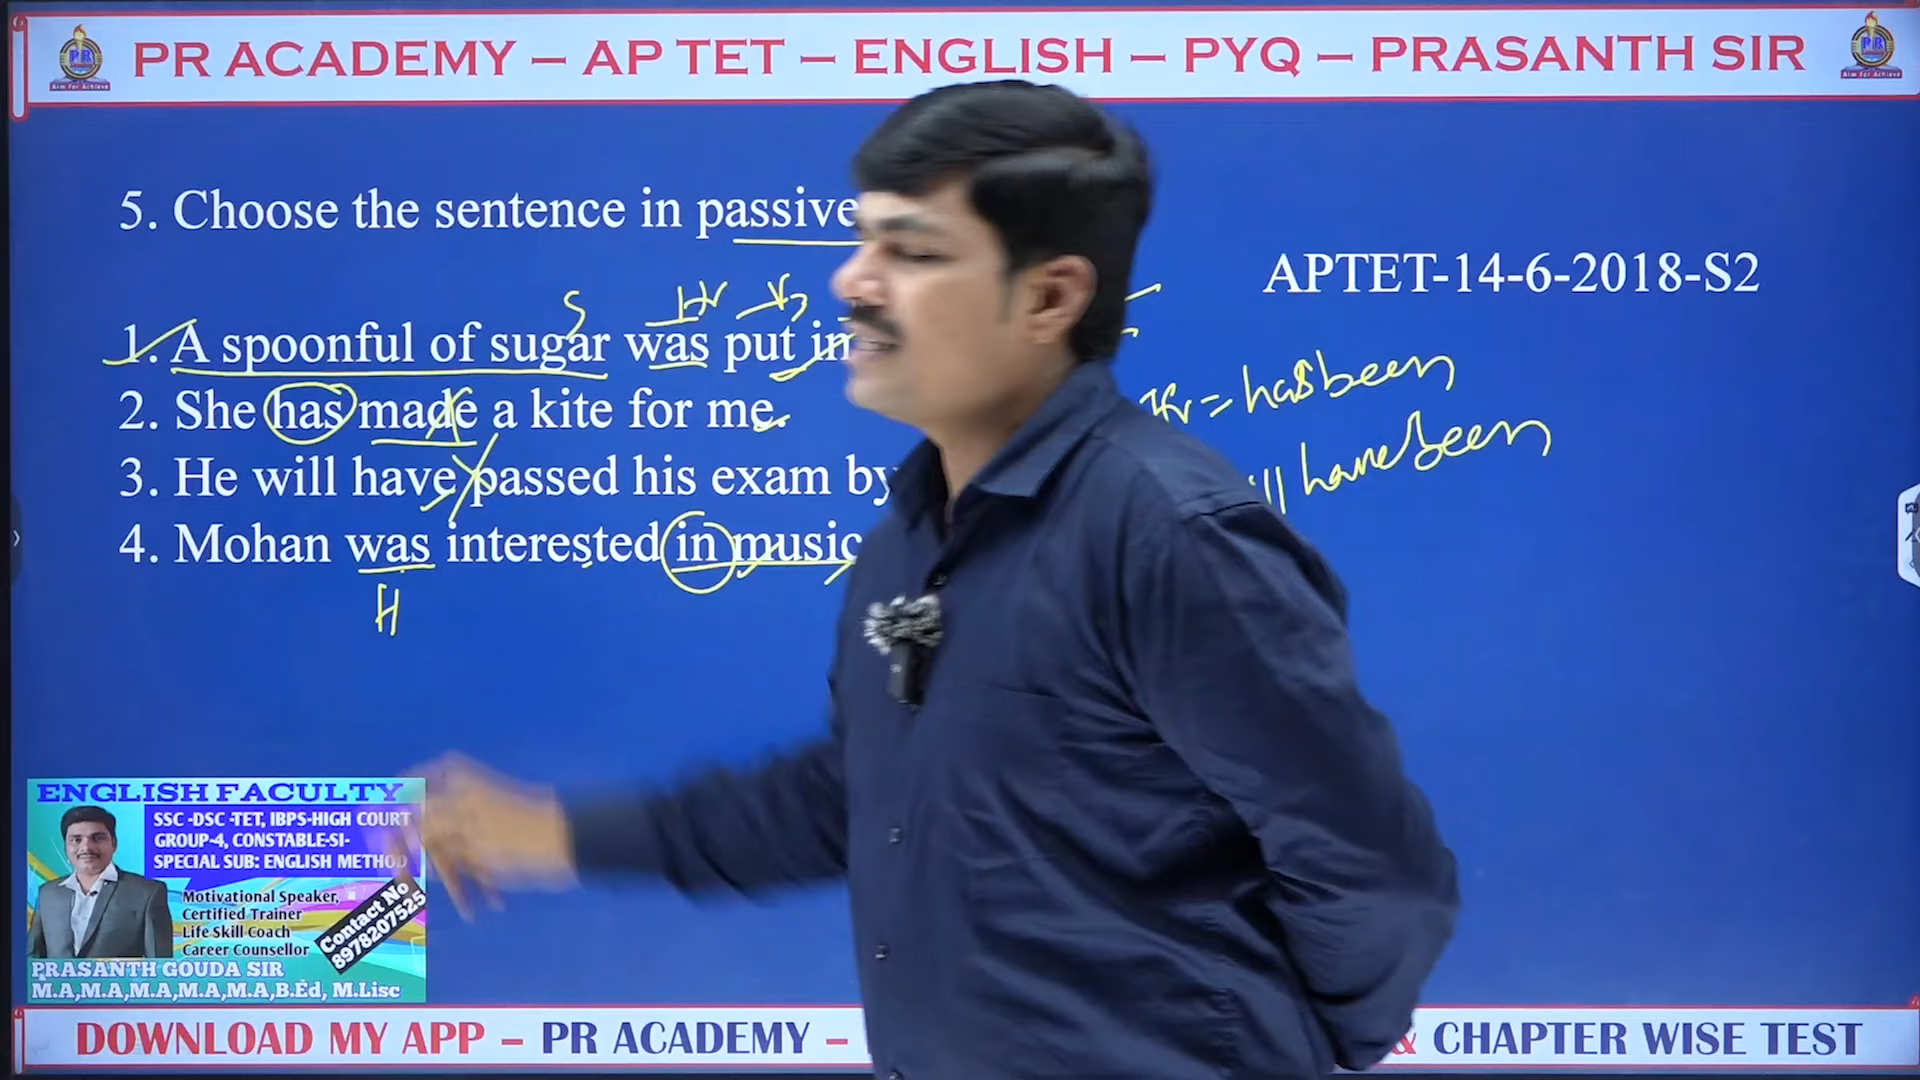 PR ACADEMY – AP TET – ENGLISH – PYQ – PRASANTH SIR
5. Choose the sentence in passive
APTET-14-6-2018-S2
S Hv V3
1. A spoonful of sugar was put in
2. She has made a kite for me.
Hv = has been
3. He will have passed his exam by
have been
4. Mohan was interested in music
H
ENGLISH FACULTY
SSC -DSC -TET, IBPS-HIGH COURT
GROUP-4, CONSTABLE-SI-
SPECIAL SUB: ENGLISH METHOD
Motivational Speaker,
Certified Trainer
Life Skill Coach
Career Counsellor
Contact No
8978207525
PRASANTH GOUDA SIR
M.A,M.A,M.A,M.A,M.A,B.Ed, M.Lisc
DOWNLOAD MY APP – PR ACADEMY – & CHAPTER WISE TEST